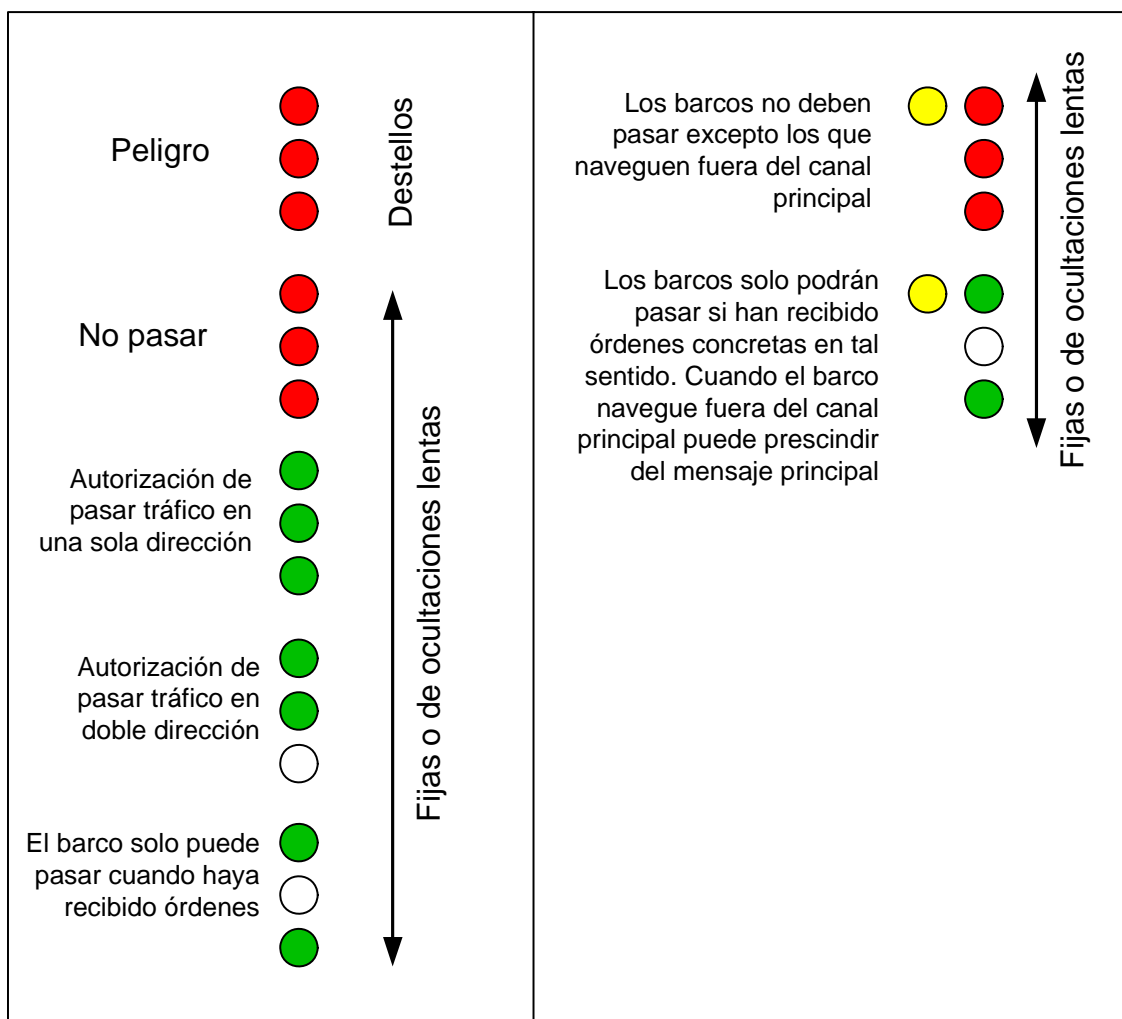 Peligro
Destellos
No pasar
Autorización de
pasar tráfico en
una sola dirección
Autorización de
pasar tráfico en
doble dirección
El barco solo puede
pasar cuando haya
recibido órdenes
Fijas o de ocultaciones lentas
Los barcos no deben
pasar excepto los que
naveguen fuera del canal
principal
Los barcos solo podrán
pasar si han recibido
órdenes concretas en tal
sentido. Cuando el barco
navegue fuera del canal
principal puede prescindir
del mensaje principal
Fijas o de ocultaciones lentas